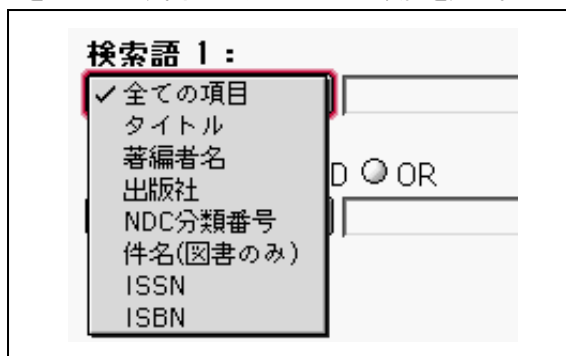 検索語 1:
✓全ての項目
タイトル
著編者名
出版社
D OR
NDC分類番号
件名(図書のみ)
ISSN
ISBN